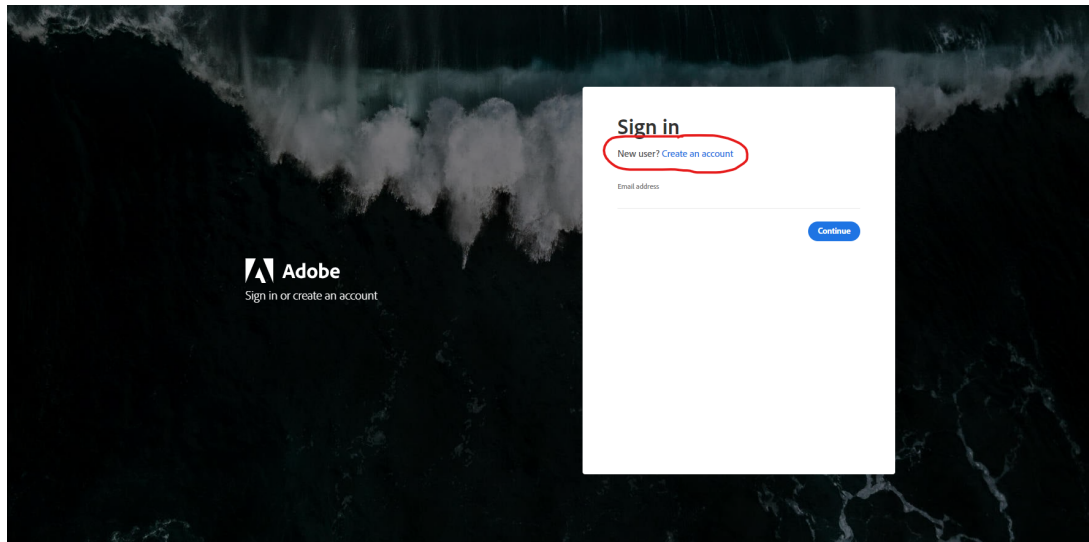 Adobe
Sign in or create an account
Sign in
New user? Create an account
Email address
Continue